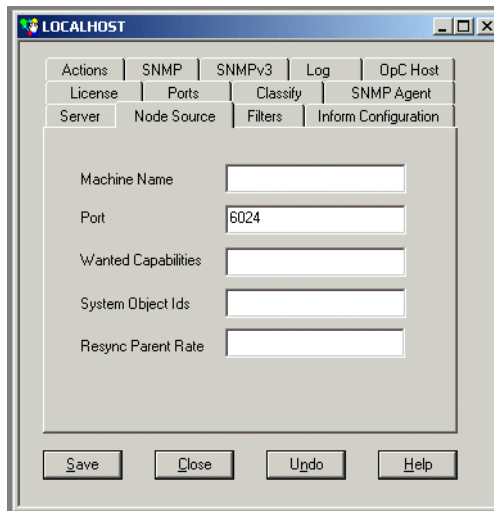 LOCALHOST
Actions SNMP SNMPv3 Log OpC Host
License Ports Classify SNMP Agent
Server Node Source Filters Inform Configuration
Machine Name
Port 6024
Wanted Capabilities
System Object Ids
Resync Parent Rate
Save Close Undo Help